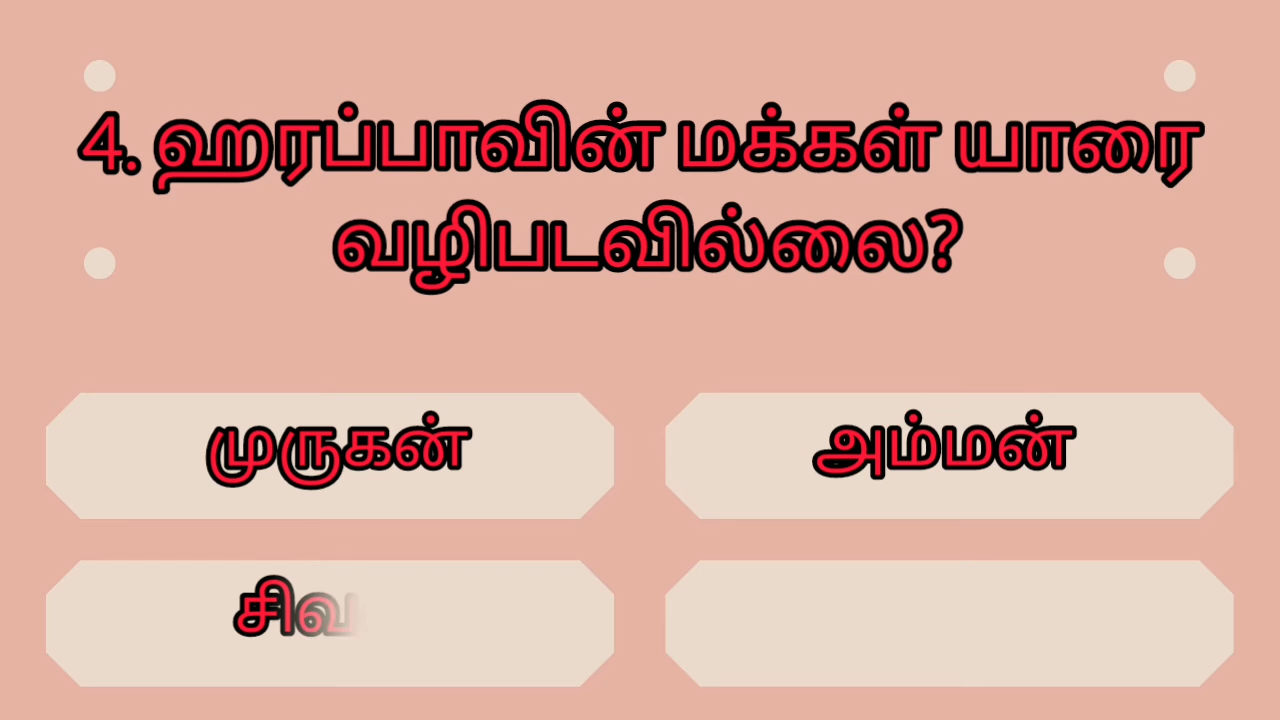 4. ஹரப்பாவின் மக்கள் யாரை
வழிபடவில்லை?
முருகன்
அம்மன்